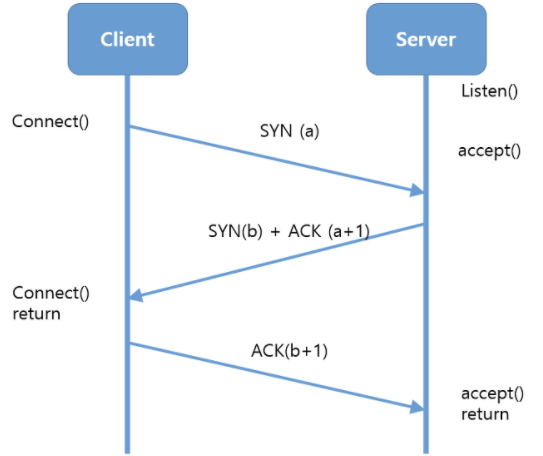 Client
Server
Listen()
Connect()
SYN (a)
accept()
SYN(b) + ACK (a+1)
Connect()
return
ACK(b+1)
accept()
return